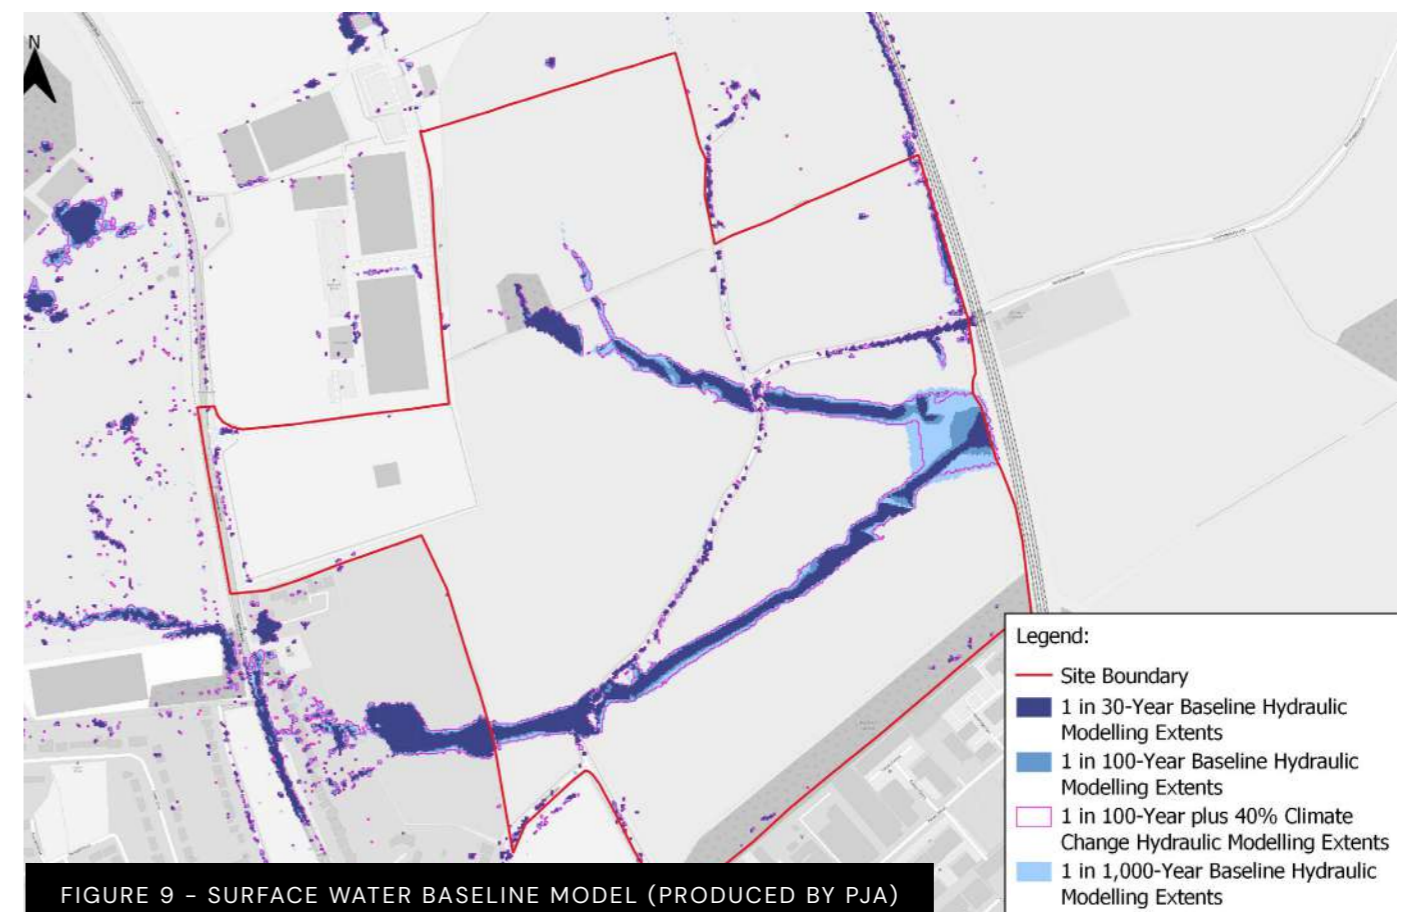 N
Legend:
Site Boundary
1 in 30-Year Baseline Hydraulic
Modelling Extents
1 in 100-Year Baseline Hydraulic
Modelling Extents
1 in 100-Year plus 40% Climate
Change Hydraulic Modelling Extents
1 in 1,000-Year Baseline Hydraulic
Modelling Extents
FIGURE 9 - SURFACE WATER BASELINE MODEL (PRODUCED BY PJA)